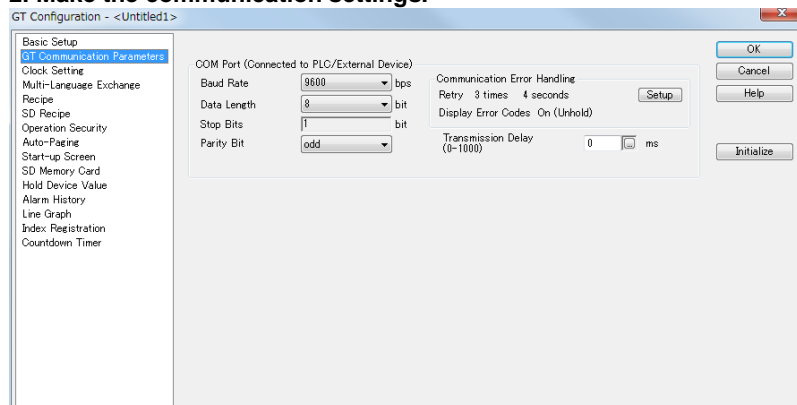 2. Make the communication settings.
GT Configuration - <Untitled1>
Basic Setup
GT Communication Parameters
Clock Setting
Multi-Language Exchange
Recipe
SD Recipe
Operation Security
Auto-Paging
Start-up Screen
SD Memory Card
Hold Device Value
Alarm History
Line Graph
Index Registration
Countdown Timer
COM Port (Connected to PLC/External Device)
Baud Rate 9600 bps
Data Length 8 bit
Stop Bits 1 bit
Parity Bit odd
Communication Error Handling
Retry 3 times 4 seconds Setup
Display Error Codes On (Unhold)
Transmission Delay
(0-1000) 0 ... ms
OK
Cancel
Help
Initialize